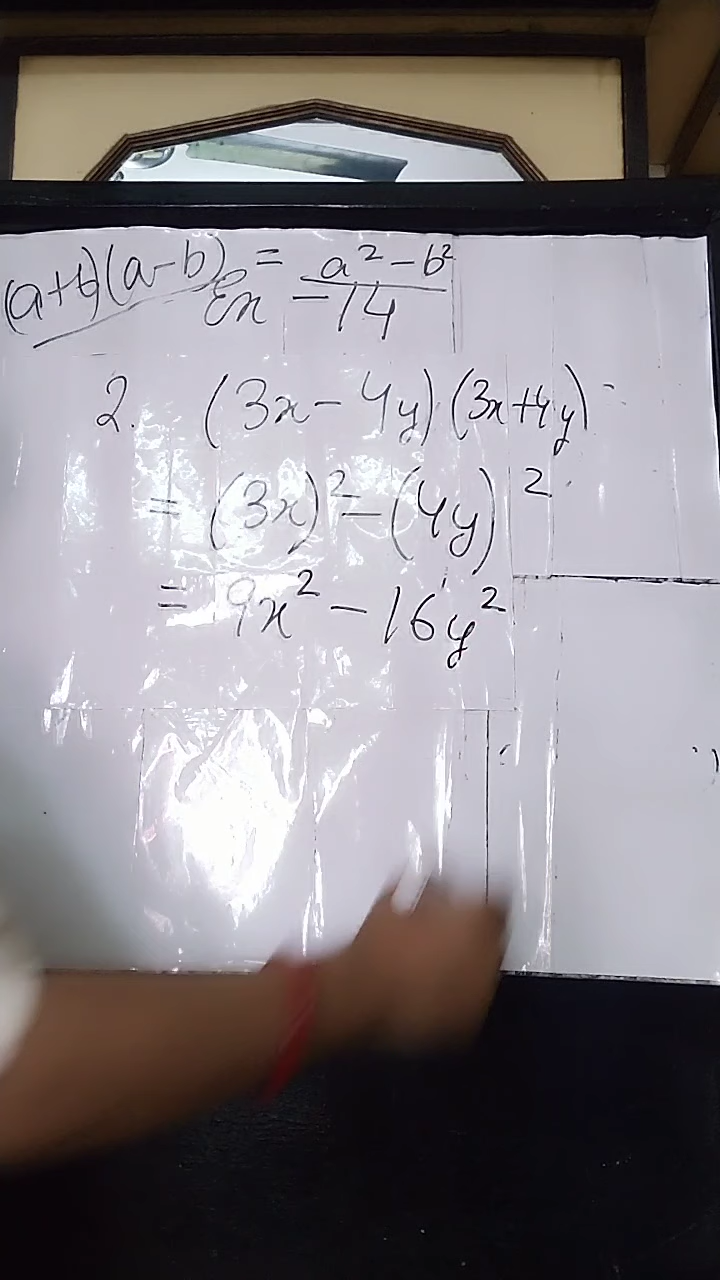 (a+b)(a-b) = a² - b²
Ex - 14
2. (3x - 4y) (3x+4y)
= (3x)² - (4y)²
= 9x² - 16y²